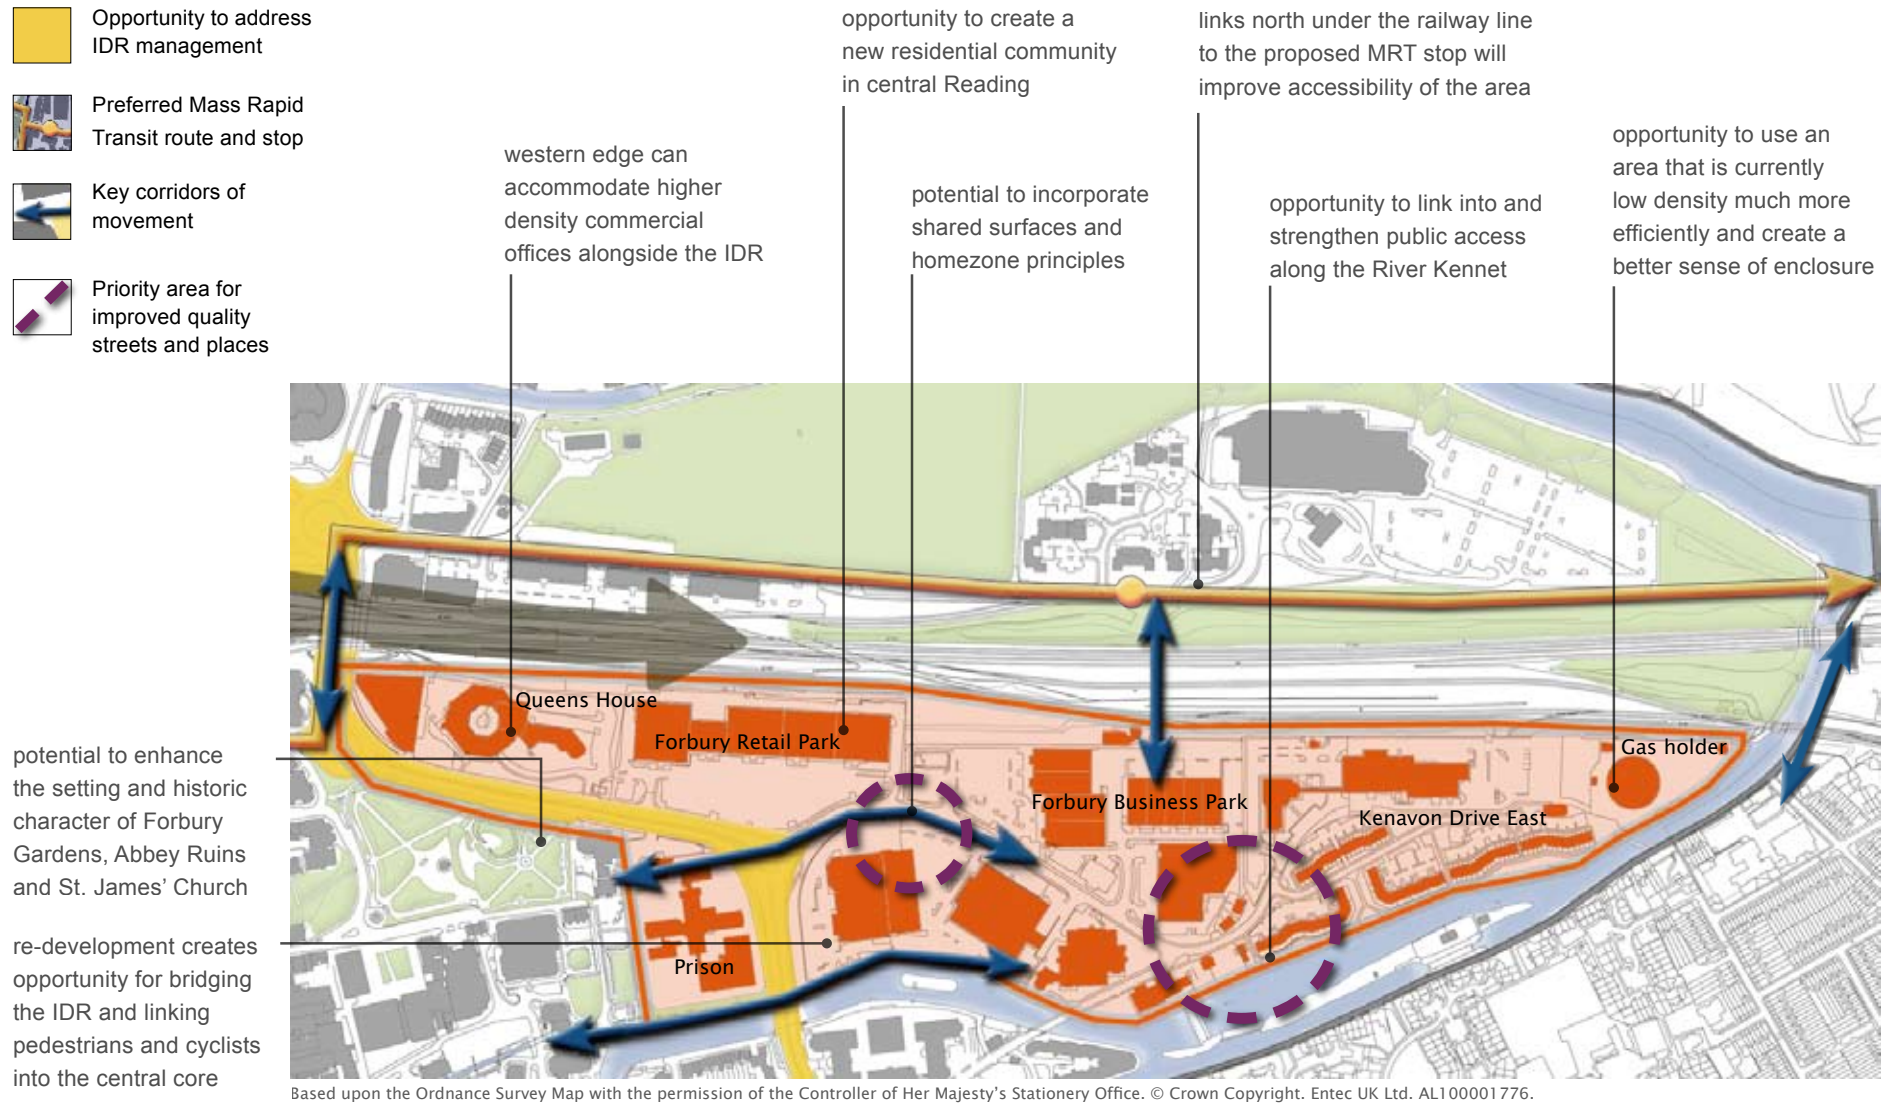 Opportunity to address
IDR management
Preferred Mass Rapid
Transit route and stop
Key corridors of
movement
Priority area for
improved quality
streets and places
western edge can
accommodate higher
density commercial
offices alongside the IDR
opportunity to create a
new residential community
in central Reading
potential to incorporate
shared surfaces and
homezone principles
links north under the railway line
to the proposed MRT stop will
improve accessibility of the area
opportunity to link into and
strengthen public access
along the River Kennet
opportunity to use an
area that is currently
low density much more
efficiently and create a
better sense of enclosure
potential to enhance
the setting and historic
character of Forbury
Gardens, Abbey Ruins
and St. James’ Church
re-development creates
opportunity for bridging
the IDR and linking
pedestrians and cyclists
into the central core
Queens House
Forbury Retail Park
Forbury Business Park
Gas holder
Kenavon Drive East
Prison
Based upon the Ordnance Survey Map with the permission of the Controller of Her Majesty’s Stationery Office. © Crown Copyright. Entec UK Ltd. AL100001776.